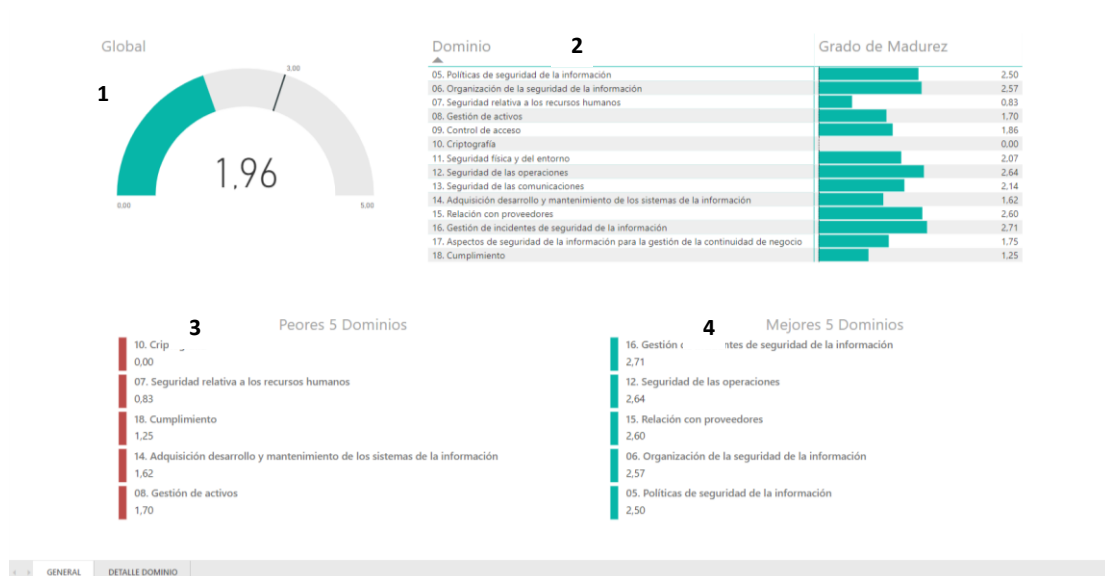 Global
1
3,00
1,96
0,00
5,00
Dominio
2
Grado de Madurez
05. Políticas de seguridad de la información 2,50
06. Organización de la seguridad de la información 2,57
07. Seguridad relativa a los recursos humanos 0,83
08. Gestión de activos 1,70
09. Control de acceso 1,86
10. Criptografía 0,00
11. Seguridad física y del entorno 2,07
12. Seguridad de las operaciones 2,64
13. Seguridad de las comunicaciones 2,14
14. Adquisición desarrollo y mantenimiento de los sistemas de la información 1,62
15. Relación con proveedores 2,60
16. Gestión de incidentes de seguridad de la información 2,71
17. Aspectos de seguridad de la información para la gestión de la continuidad de negocio 1,75
18. Cumplimiento 1,25
3
Peores 5 Dominios
10. Crip
0,00
07. Seguridad relativa a los recursos humanos
0,83
18. Cumplimiento
1,25
14. Adquisición desarrollo y mantenimiento de los sistemas de la información
1,62
08. Gestión de activos
1,70
4
Mejores 5 Dominios
16. Gestión ntes de seguridad de la información
2,71
12. Seguridad de las operaciones
2,64
15. Relación con proveedores
2,60
06. Organización de la seguridad de la información
2,57
05. Políticas de seguridad de la información
2,50
GENERAL
DETALLE DOMINIO